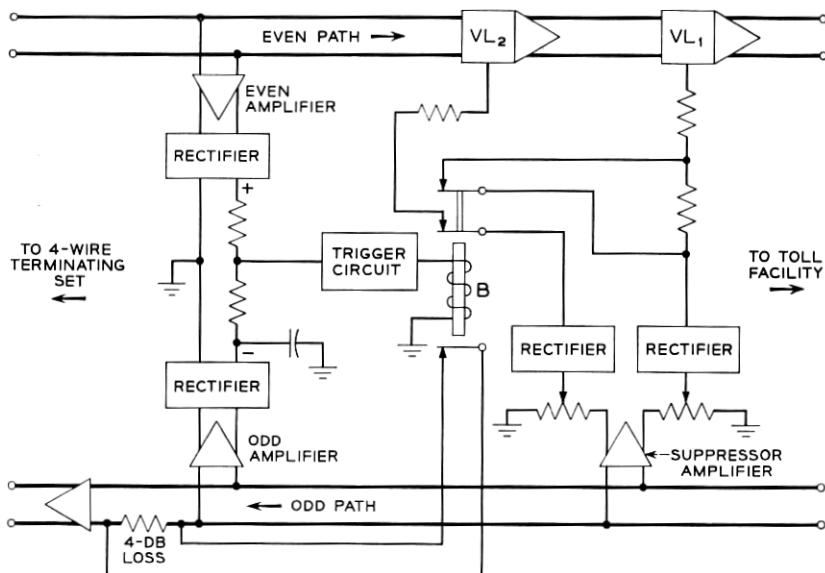 EVEN PATH
VL2
VL1
EVEN
AMPLIFIER
RECTIFIER
+
TO 4-WIRE
TERMINATING
SET
TRIGGER
CIRCUIT
B
TO TOLL
FACILITY
−
RECTIFIER
RECTIFIER
RECTIFIER
ODD
AMPLIFIER
SUPPRESSOR
AMPLIFIER
ODD PATH
4-DB
LOSS